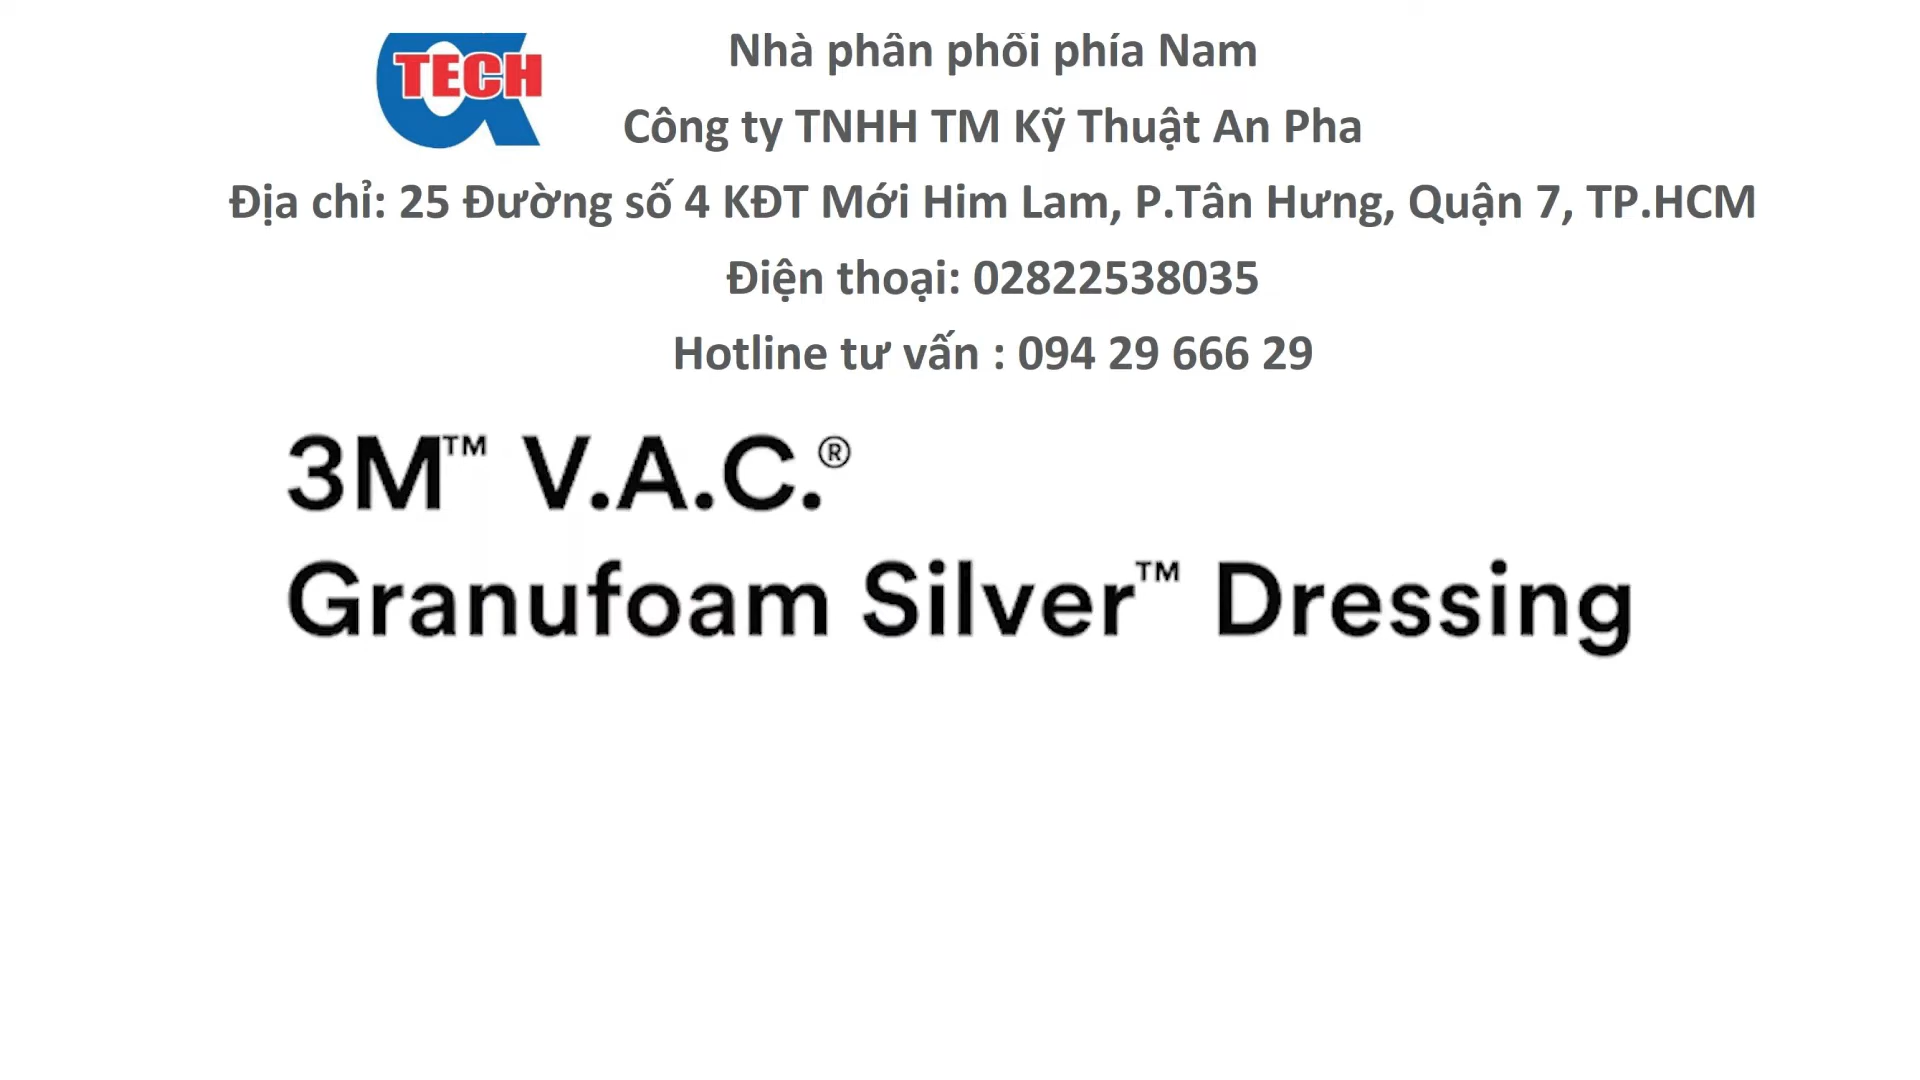 TECH
Nhà phân phối phía Nam
Công ty TNHH TM Kỹ Thuật An Pha
Địa chỉ: 25 Đường số 4 KĐT Mới Him Lam, P.Tân Hưng, Quận 7, TP.HCM
Điện thoại: 02822538035
Hotline tư vấn : 094 29 666 29
3M™ V.A.C.®
Granufoam Silver™ Dressing